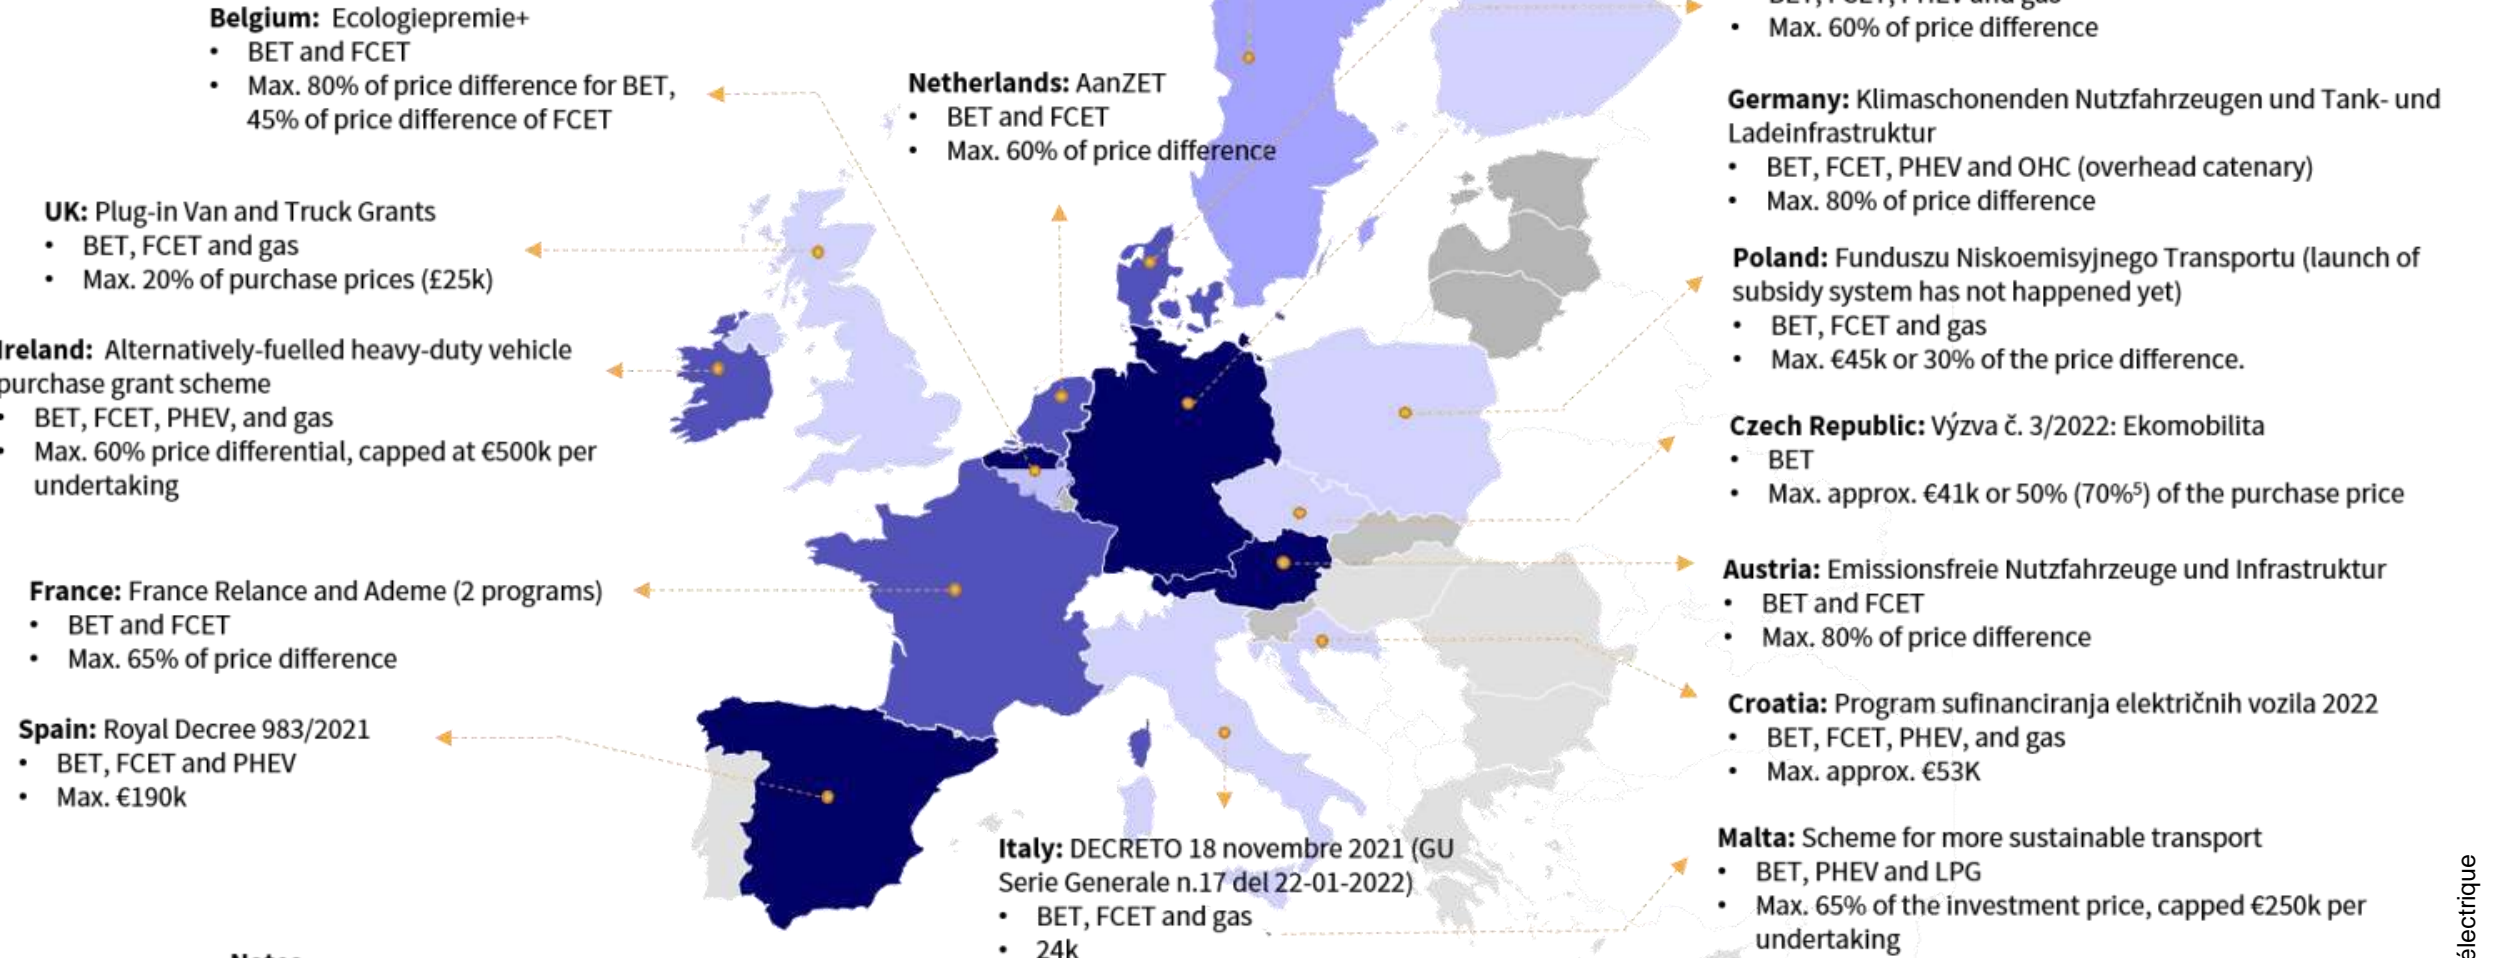 Belgium: Ecologiepremie+
• BET and FCET
• Max. 80% of price difference for BET,
45% of price difference of FCET
UK: Plug-in Van and Truck Grants
• BET, FCET and gas
• Max. 20% of purchase prices (£25k)
Ireland: Alternatively-fuelled heavy-duty vehicle
purchase grant scheme
• BET, FCET, PHEV, and gas
• Max. 60% price differential, capped at €500k per
undertaking
France: France Relance and Ademe (2 programs)
• BET and FCET
• Max. 65% of price difference
Spain: Royal Decree 983/2021
• BET, FCET and PHEV
• Max. €190k
Notes
Netherlands: AanZET
• BET and FCET
• Max. 60% of price difference
Italy: DECRETO 18 novembre 2021 (GU
Serie Generale n.17 del 22-01-2022)
• BET, FCET and gas
• 24k
BET, FCET, PHEV and gas
• Max. 60% of price difference
Germany: Klimaschonenden Nutzfahrzeugen und Tank- und
Ladeinfrastruktur
• BET, FCET, PHEV and OHC (overhead catenary)
• Max. 80% of price difference
Poland: Funduszu Niskoemisyjnego Transportu (launch of
subsidy system has not happened yet)
• BET, FCET and gas
• Max. €45k or 30% of the price difference.
Czech Republic: Výzva č. 3/2022: Ekomobilita
• BET
• Max. approx. €41k or 50% (70%⁵) of the purchase price
Austria: Emissionsfreie Nutzfahrzeuge und Infrastruktur
• BET and FCET
• Max. 80% of price difference
Croatia: Program sufinanciranja električnih vozila 2022
• BET, FCET, PHEV, and gas
• Max. approx. €53K
Malta: Scheme for more sustainable transport
• BET, PHEV and LPG
• Max. 65% of the investment price, capped €250k per
undertaking
électrique